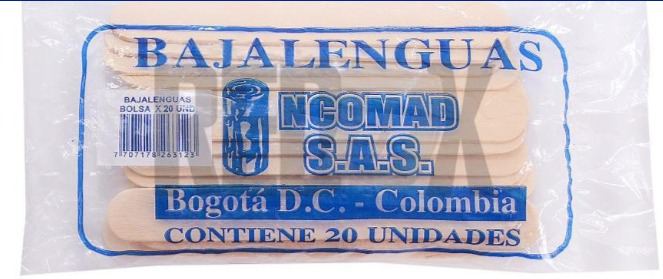 BAJALENGUAS
BAJALENGUAS
BOLSA X 20 UND
7 707178 263123
NCOMAD
S.A.S.
Bogotá D.C. - Colombia
CONTIENE 20 UNIDADES